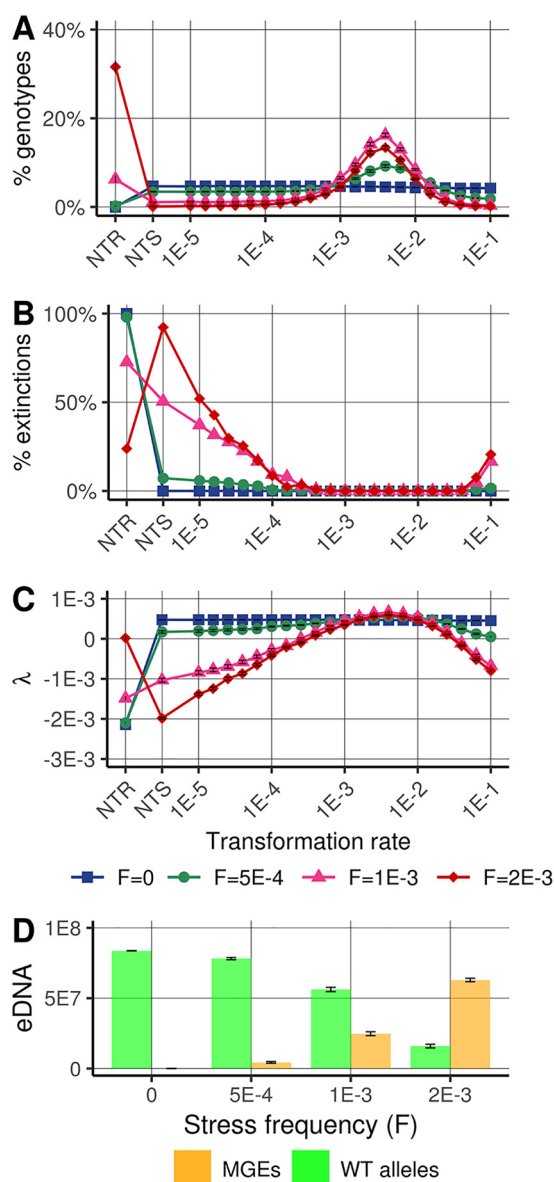 A
% genotypes
40%
20%
0%
NTR NTS 1E-5 1E-4 1E-3 1E-2 1E-1
B
% extinctions
100%
50%
0%
NTR NTS 1E-5 1E-4 1E-3 1E-2 1E-1
C
λ
1E-3
0
-1E-3
-2E-3
-3E-3
NTR NTS 1E-5 1E-4 1E-3 1E-2 1E-1
Transformation rate
F=0 F=5E-4 F=1E-3 F=2E-3
D
eDNA
1E8
5E7
0
0 5E-4 1E-3 2E-3
Stress frequency (F)
MGEs WT alleles